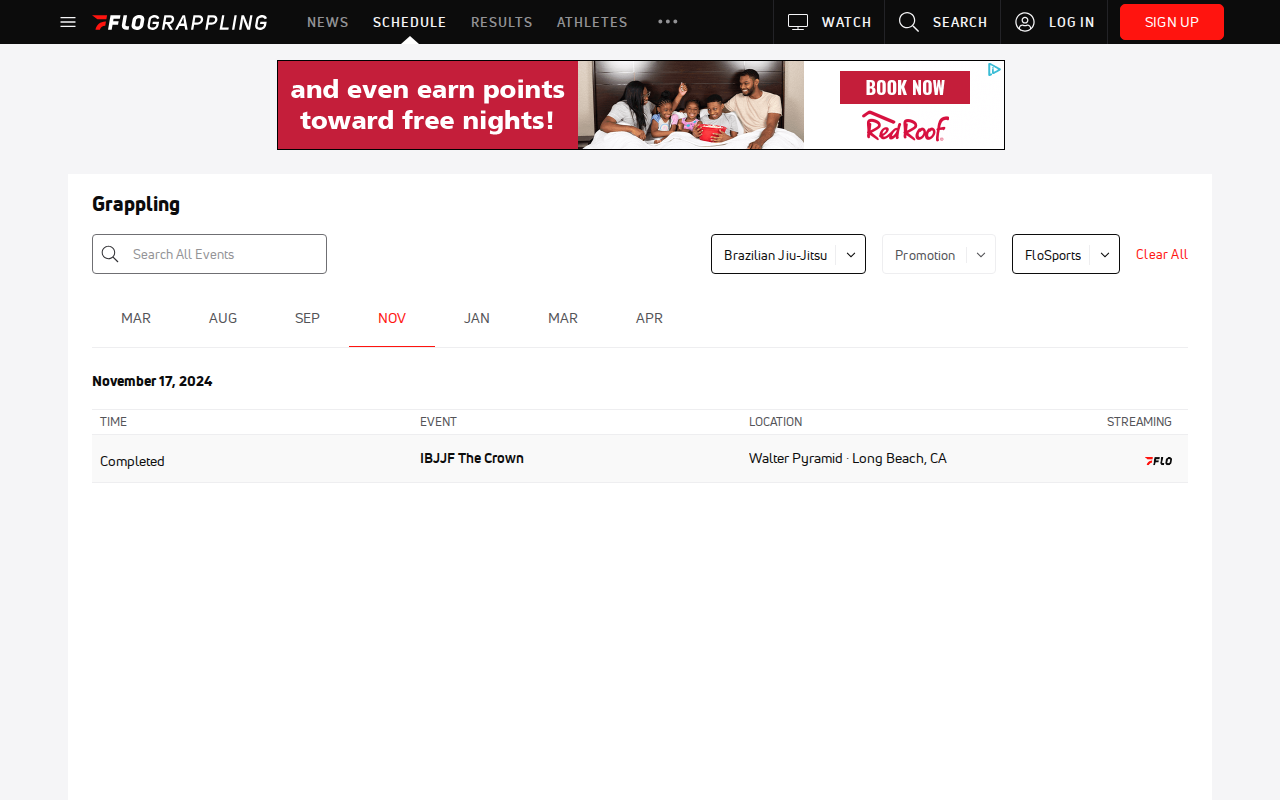 FLOGRAPPLING
NEWS
SCHEDULE
RESULTS
ATHLETES
WATCH
SEARCH
LOG IN
SIGN UP
and even earn points
toward free nights!
BOOK NOW
Red Roof
Grappling
Search All Events
Brazilian Jiu-Jitsu
Promotion
FloSports
Clear All
MAR
AUG
SEP
NOV
JAN
MAR
APR
November 17, 2024
TIME
EVENT
LOCATION
STREAMING
Completed
IBJJF The Crown
Walter Pyramid · Long Beach, CA
FLO